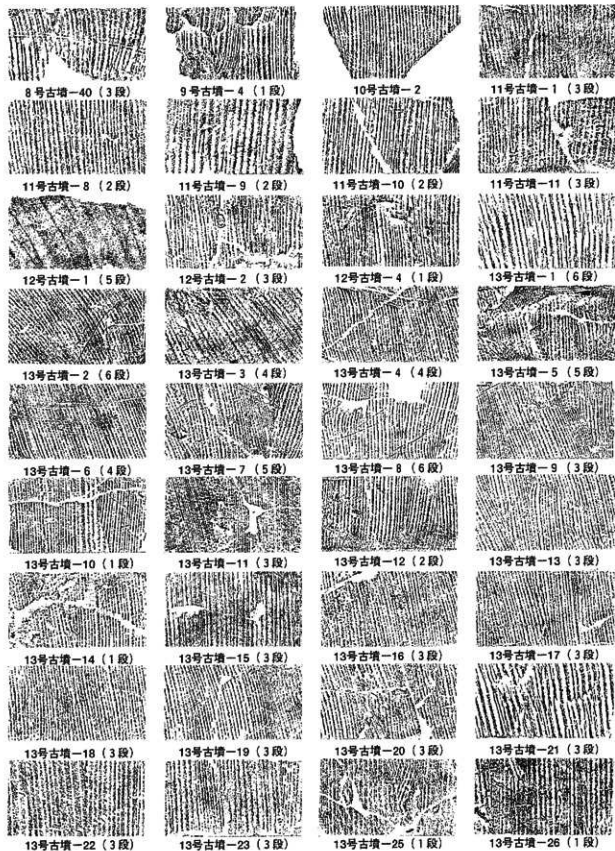 8号古墳－40（3段） 9号古墳－4（1段） 10号古墳－2 11号古墳－1（3段）
11号古墳－8（2段） 11号古墳－9（2段） 11号古墳－10（2段） 11号古墳－11（3段）
12号古墳－1（5段） 12号古墳－2（3段） 12号古墳－4（1段） 13号古墳－1（6段）
13号古墳－2（6段） 13号古墳－3（4段） 13号古墳－4（4段） 13号古墳－5（5段）
13号古墳－6（4段） 13号古墳－7（5段） 13号古墳－8（6段） 13号古墳－9（3段）
13号古墳－10（1段） 13号古墳－11（3段） 13号古墳－12（2段） 13号古墳－13（3段）
13号古墳－14（1段） 13号古墳－15（3段） 13号古墳－16（3段） 13号古墳－17（3段）
13号古墳－18（3段） 13号古墳－19（3段） 13号古墳－20（3段） 13号古墳－21（3段）
13号古墳－22（3段） 13号古墳－23（3段） 13号古墳－25（1段） 13号古墳－26（1段）